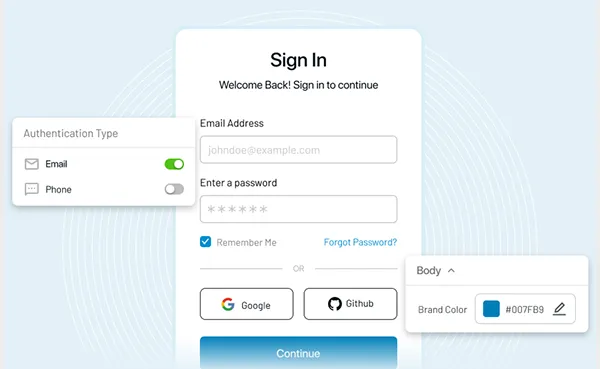 Sign In
Welcome Back! Sign in to continue
Email Address
johndoe@example.com
Enter a password
******
Remember Me
Forgot Password?
OR
Google
Github
Continue
Authentication Type
Email
Phone
Body
Brand Color
#007FB9